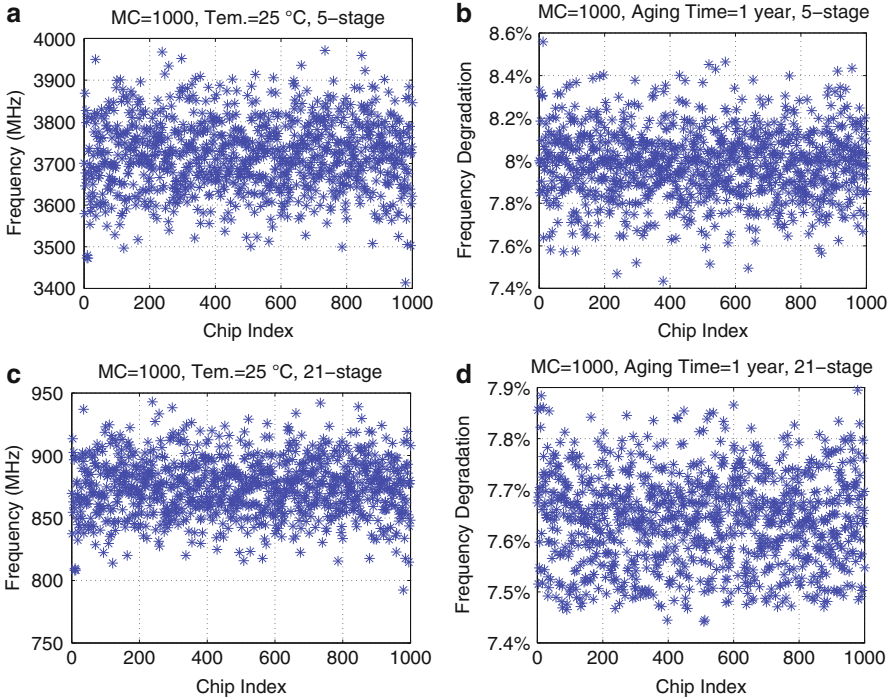 a
MC=1000, Tem.=25 °C, 5−stage
4000
3900
3800
3700
3600
3500
3400
Frequency (MHz)
0 200 400 600 800 1000
Chip Index
b
MC=1000, Aging Time=1 year, 5−stage
8.6%
8.4%
8.2%
8%
7.8%
7.6%
7.4%
Frequency Degradation
0 200 400 600 800 1000
Chip Index
c
MC=1000, Tem.=25 °C, 21−stage
950
900
850
800
750
Frequency (MHz)
0 200 400 600 800 1000
Chip Index
d
MC=1000, Aging Time=1 year, 21−stage
7.9%
7.8%
7.7%
7.6%
7.5%
7.4%
Frequency Degradation
0 200 400 600 800 1000
Chip Index